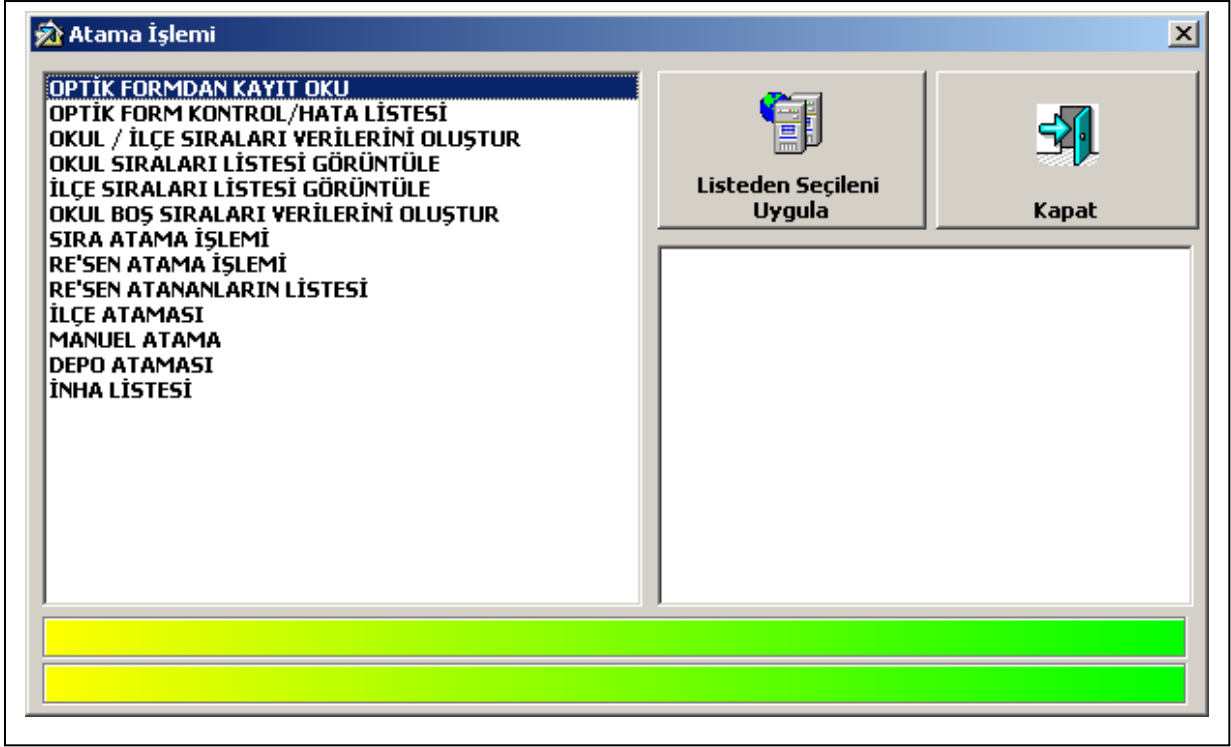 Atama İşlemi
OPTİK FORMDAN KAYIT OKU
OPTİK FORM KONTROL/HATA LİSTESİ
OKUL / İLÇE SIRALARI VERİLERİNİ OLUŞTUR
OKUL SIRALARI LİSTESİ GÖRÜNTÜLE
İLÇE SIRALARI LİSTESİ GÖRÜNTÜLE
OKUL BOŞ SIRALARI VERİLERİNİ OLUŞTUR
SIRA ATAMA İŞLEMİ
RE'SEN ATAMA İŞLEMİ
RE'SEN ATANANLARIN LİSTESİ
İLÇE ATAMASI
MANUEL ATAMA
DEPO ATAMASI
İNHA LİSTESİ
Listeden Seçileni
Uygula
Kapat